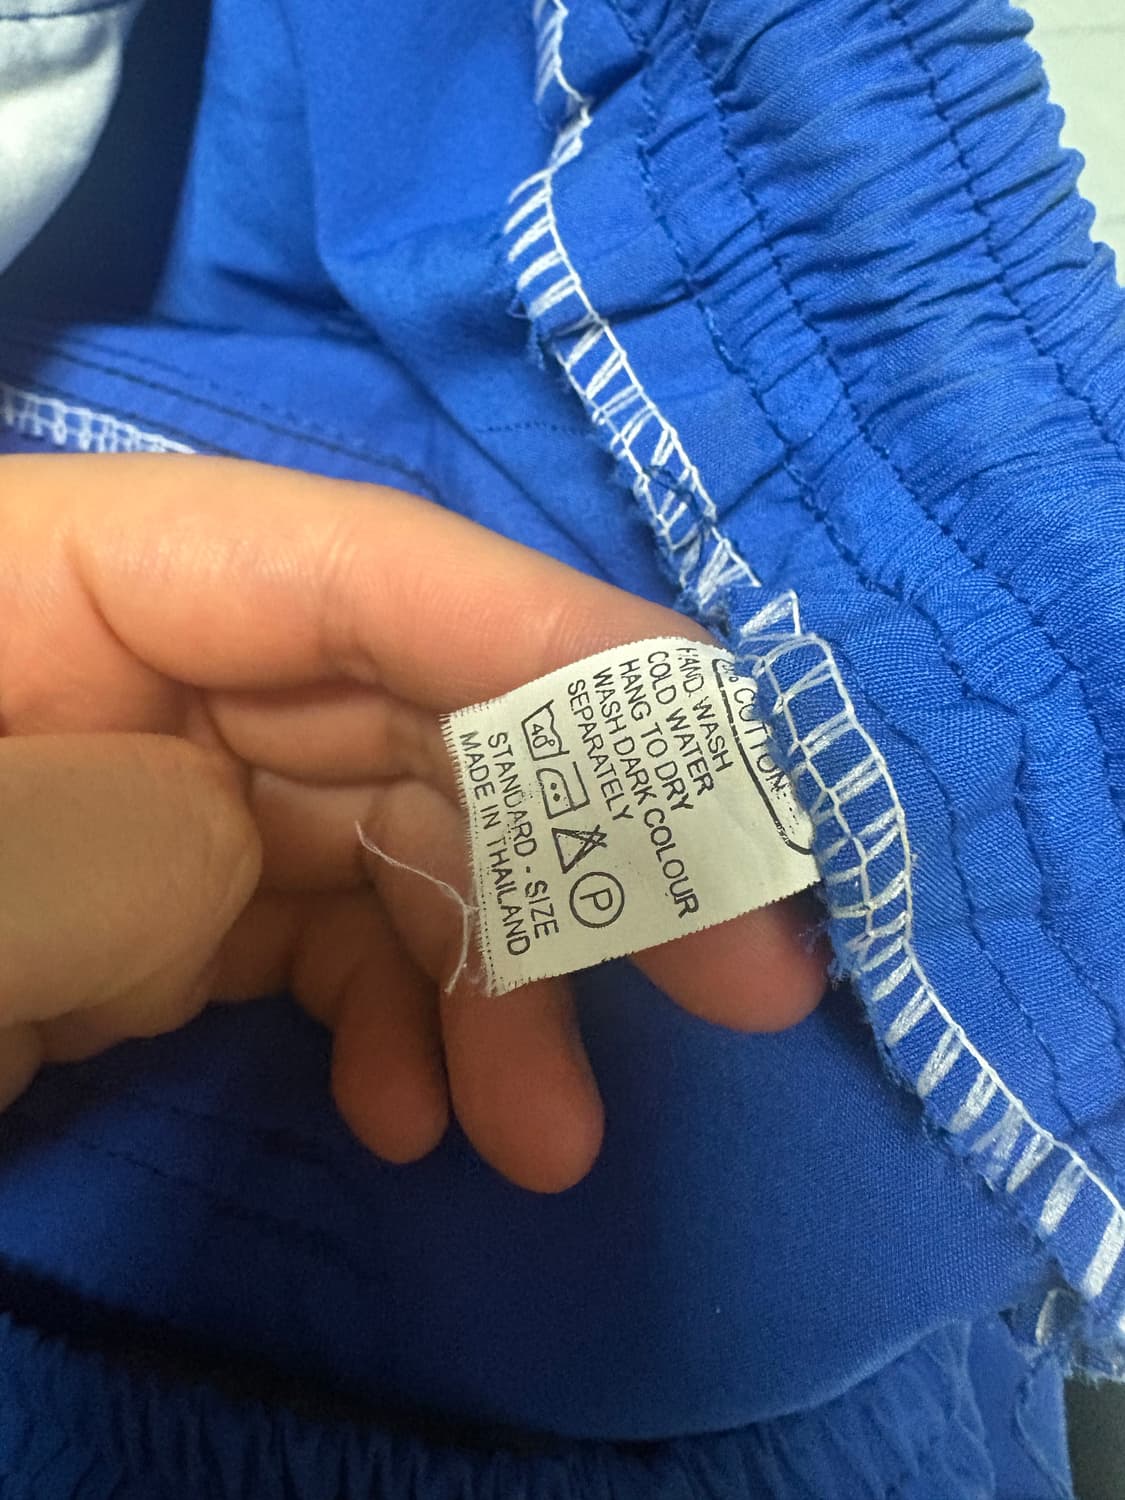 COTTON
HAND WASH
COLD WATER
HANG TO DRY
WASH DARK COLOUR
SEPARATELY
40°
P
STANDARD - SIZE
MADE IN THAILAND